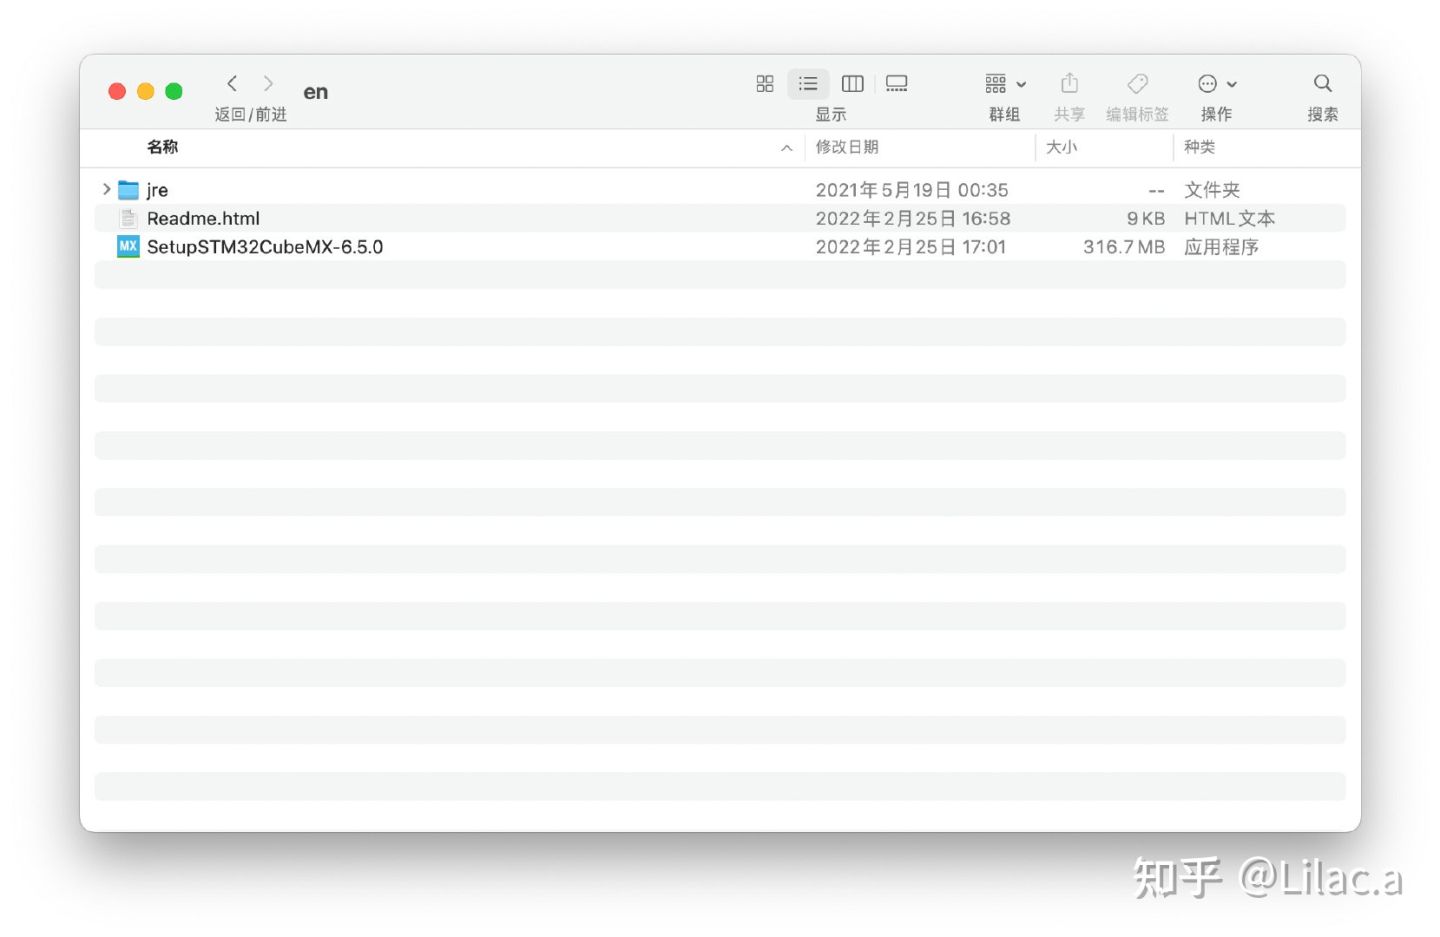 en
返回/前进
显示
群组
共享
编辑标签
操作
搜索
名称 修改日期 大小 种类
jre 2021年5月19日 00:35 -- 文件夹
Readme.html 2022年2月25日 16:58 9 KB HTML文本
MX SetupSTM32CubeMX-6.5.0 2022年2月25日 17:01 316.7 MB 应用程序
知乎 @Lilac.a